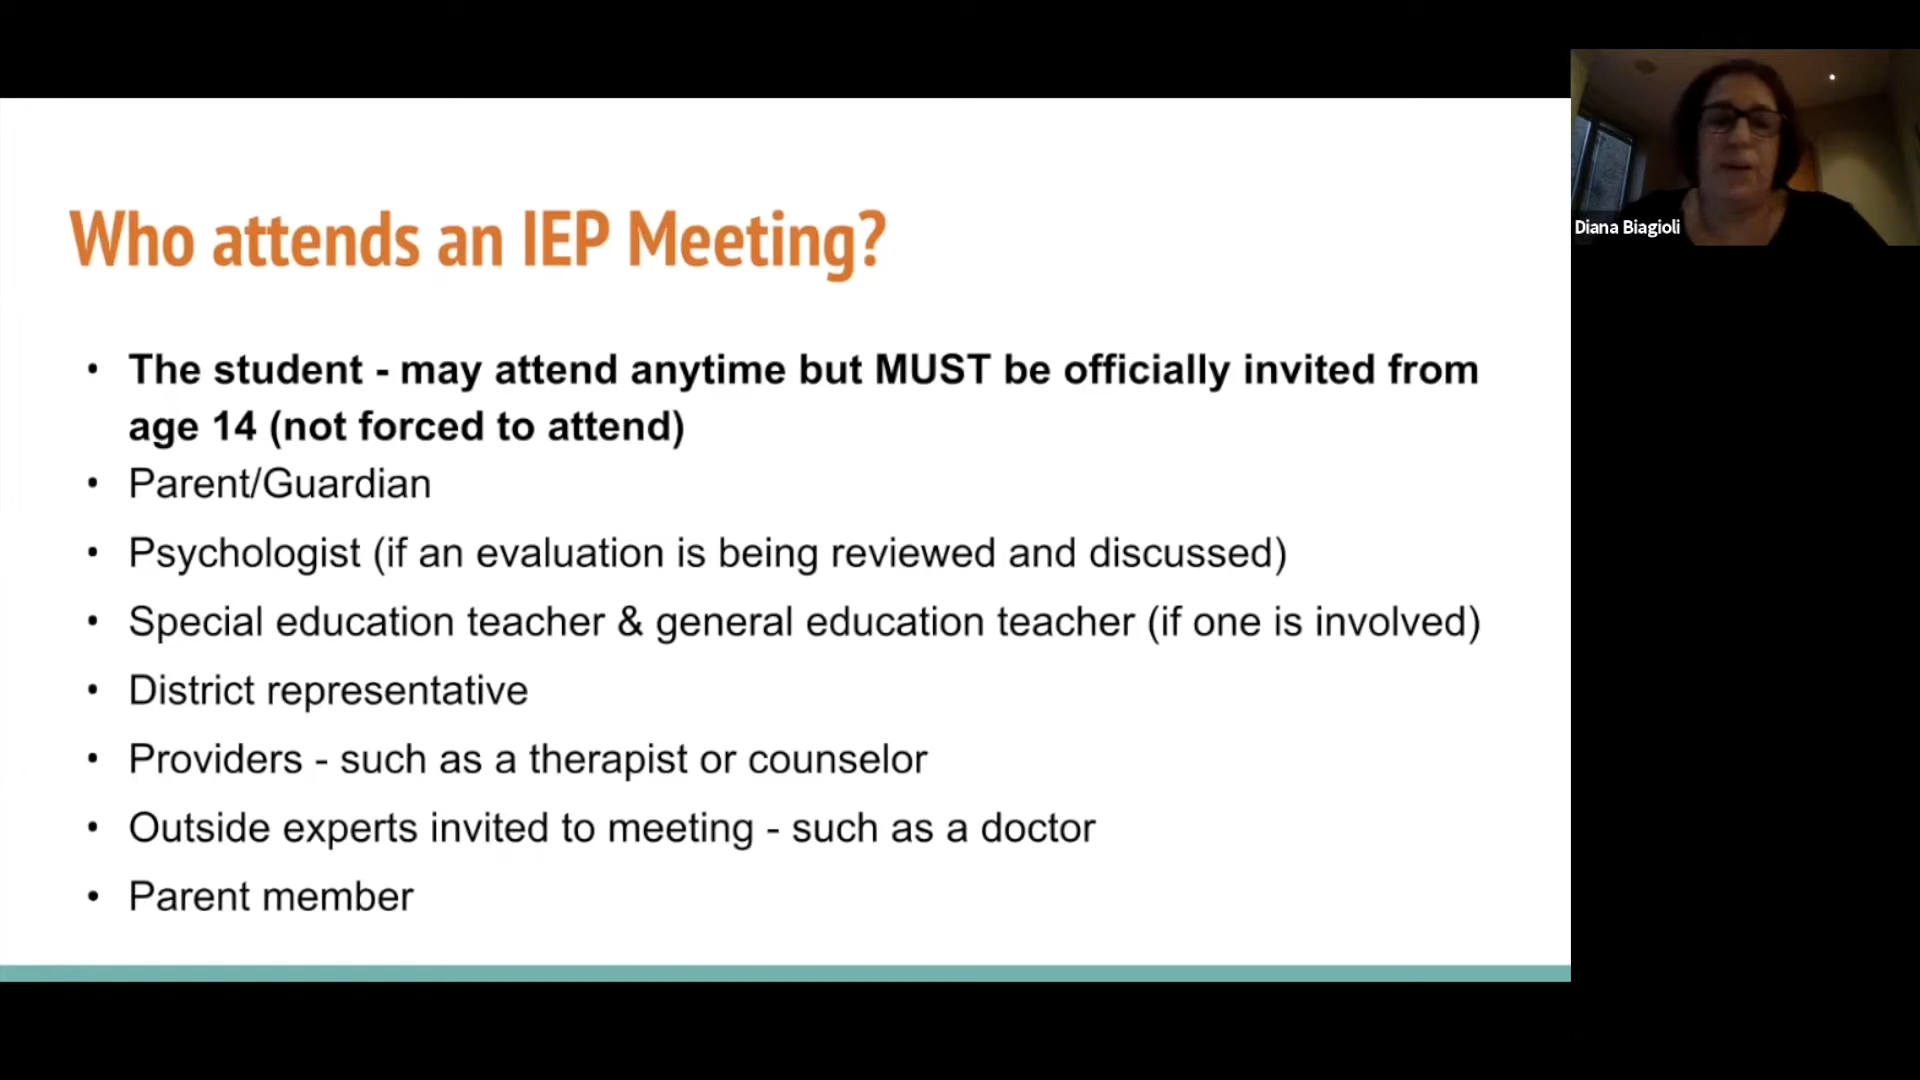 Who attends an IEP Meeting?
• The student - may attend anytime but MUST be officially invited from
age 14 (not forced to attend)
• Parent/Guardian
• Psychologist (if an evaluation is being reviewed and discussed)
• Special education teacher & general education teacher (if one is involved)
• District representative
• Providers - such as a therapist or counselor
• Outside experts invited to meeting - such as a doctor
• Parent member
Diana Biagioli